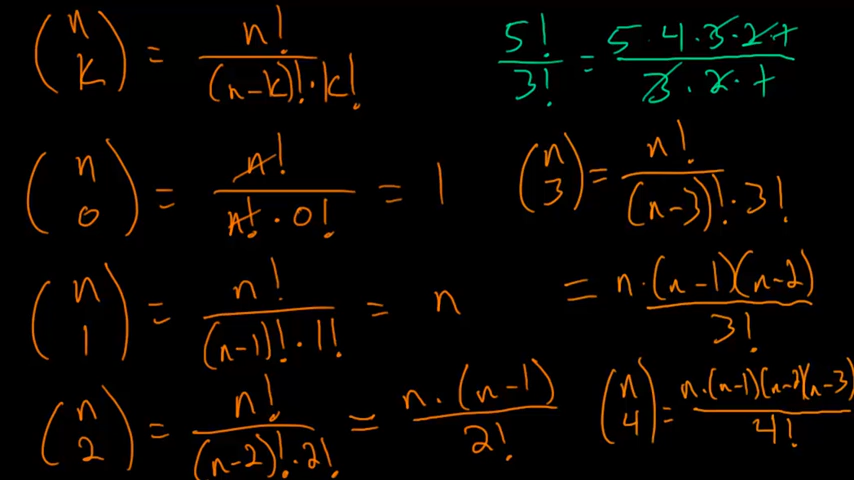 (n k) = n! / (n-k)!·k!
5! / 3! = 5·4·3·2·1 / 3·2·1
(n 0) = n! / n!·0! = 1
(n 3) = n! / (n-3)!·3!
(n 1) = n! / (n-1)!·1! = n
= n·(n-1)(n-2) / 3!
(n 2) = n! / (n-2)!·2! = n·(n-1) / 2!
(n 4) = n·(n-1)(n-2)(n-3) / 4!